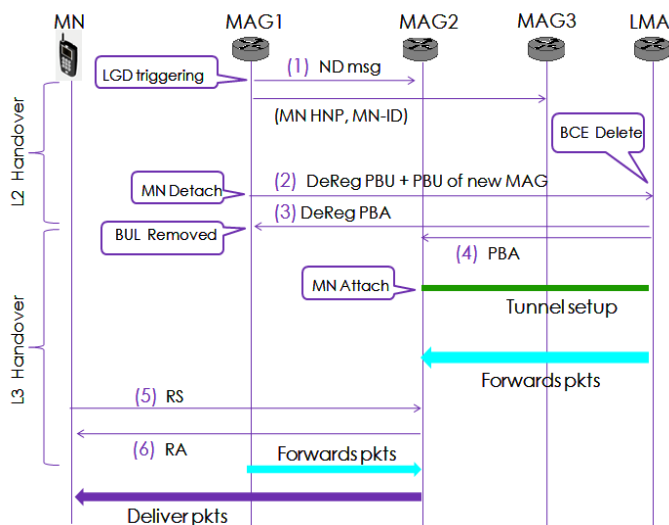 MN
MAG1
MAG2
MAG3
LMA
LGD triggering
(1) ND msg
(MN HNP, MN-ID)
BCE Delete
L2 Handover
MN Detach
(2) DeReg PBU + PBU of new MAG
(3) DeReg PBA
BUL Removed
(4) PBA
MN Attach
Tunnel setup
L3 Handover
Forwards pkts
(5) RS
(6) RA
Forwards pkts
Deliver pkts